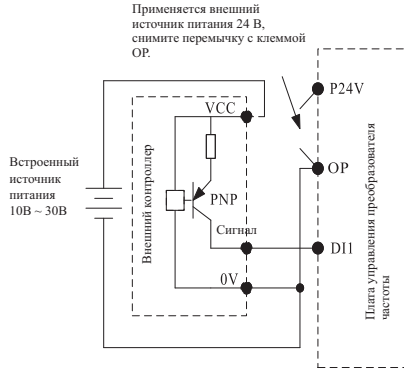 Применяется внешний
источник питания 24 В,
снимите перемычку с клеммой
OP.
P24V
VCC
Встроенный
источник
питания
10В ~ 30В
Внешний контроллер
PNP
OP
Сигнал
DI1
0V
Плата управления преобразователя
частоты